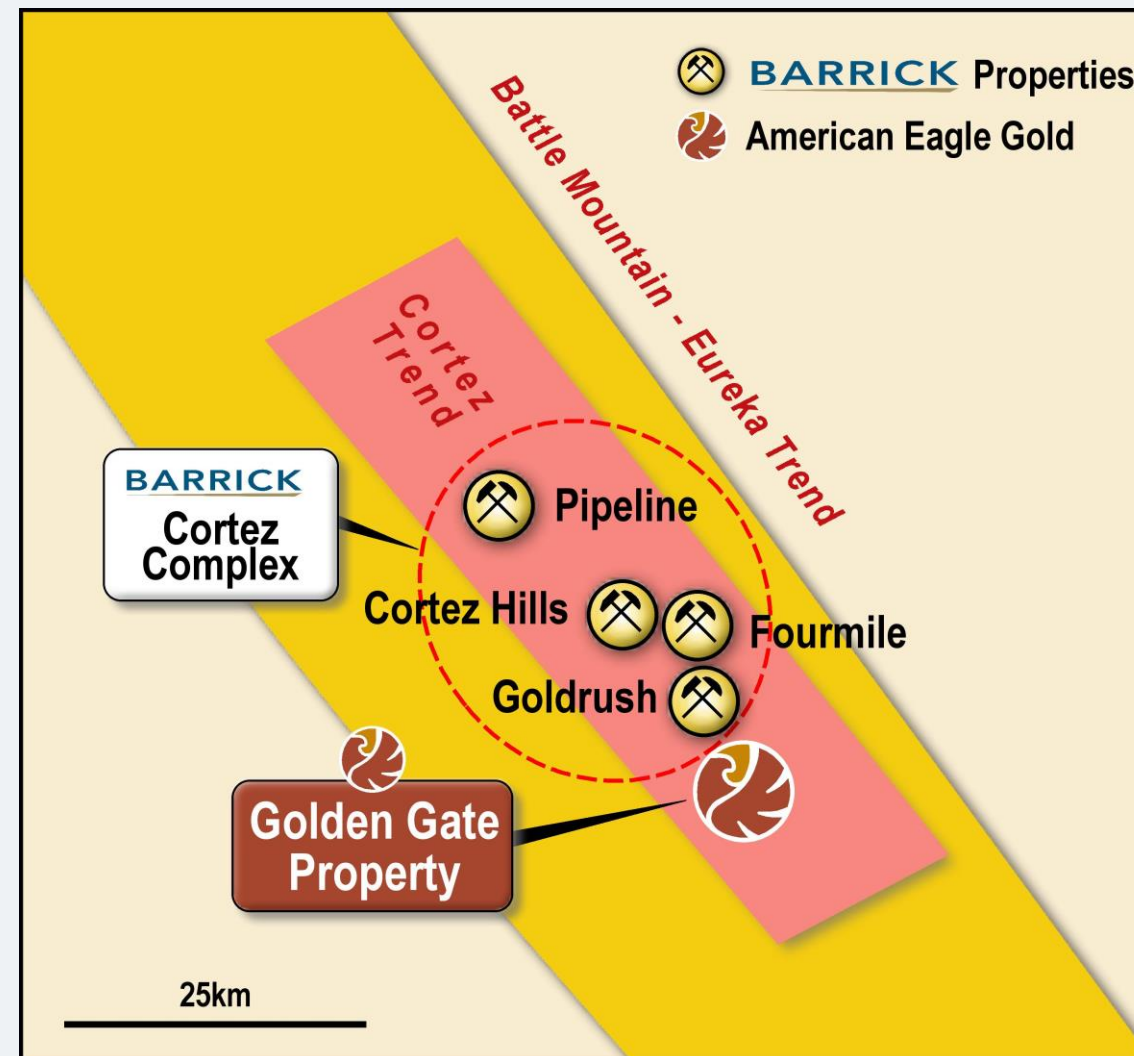 BARRICK Properties
American Eagle Gold
Battle Mountain - Eureka Trend
Cortez
Trend
BARRICK
Cortez
Complex
Pipeline
Cortez Hills
Fourmile
Goldrush
Golden Gate
Property
25km